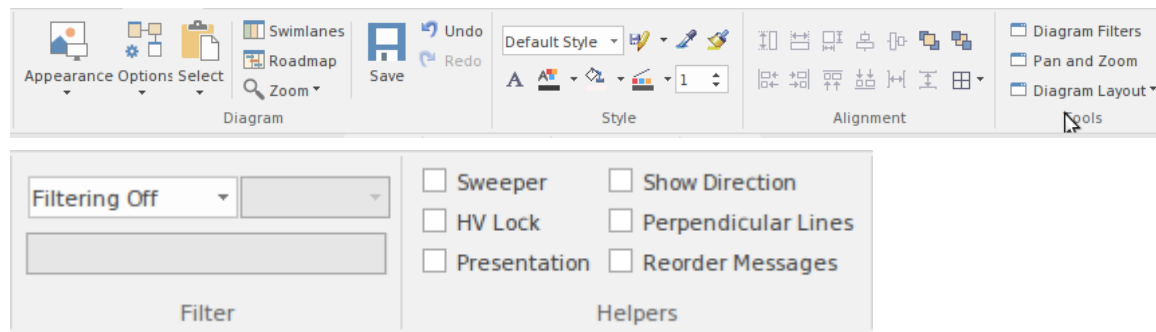 Appearance Options Select
Swimlanes
Roadmap
Zoom
Save
Undo
Redo
Diagram
Default Style
A
1
Style
Alignment
Diagram Filters
Pan and Zoom
Diagram Layout
Tools
Filtering Off
Filter
Sweeper Show Direction
HV Lock Perpendicular Lines
Presentation Reorder Messages
Helpers